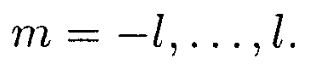 m = −l, . . . , l.